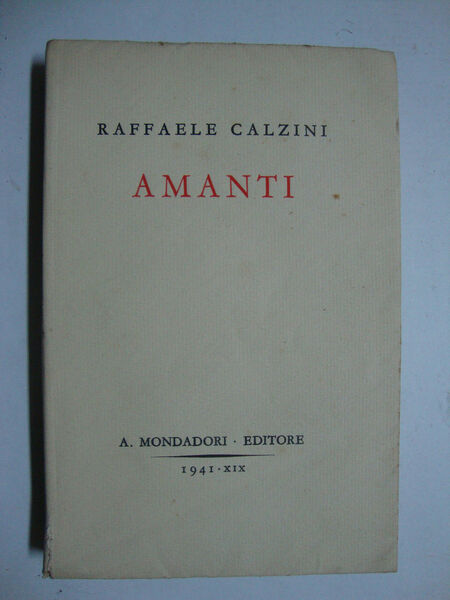 RAFFAELE CALZINI
AMANTI
A. MONDADORI · EDITORE
1941 · XIX